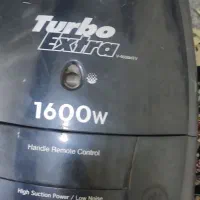 Turbo
Extra
1600W
Handle Remote Control
High Suction Power / Low Noise